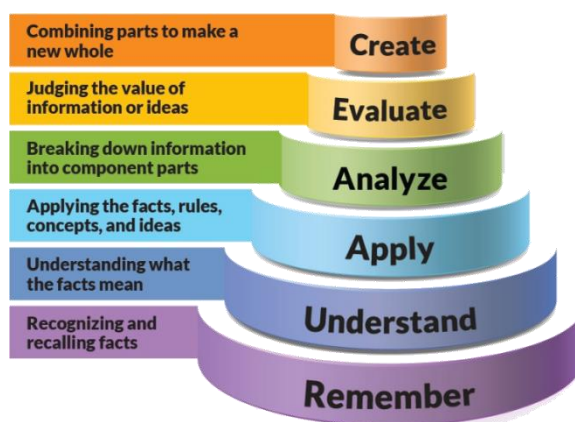 Combining parts to make a
new whole
Create
Judging the value of
information or ideas
Evaluate
Breaking down information
into component parts
Analyze
Applying the facts, rules,
concepts, and ideas
Apply
Understanding what
the facts mean
Understand
Recognizing and
recalling facts
Remember